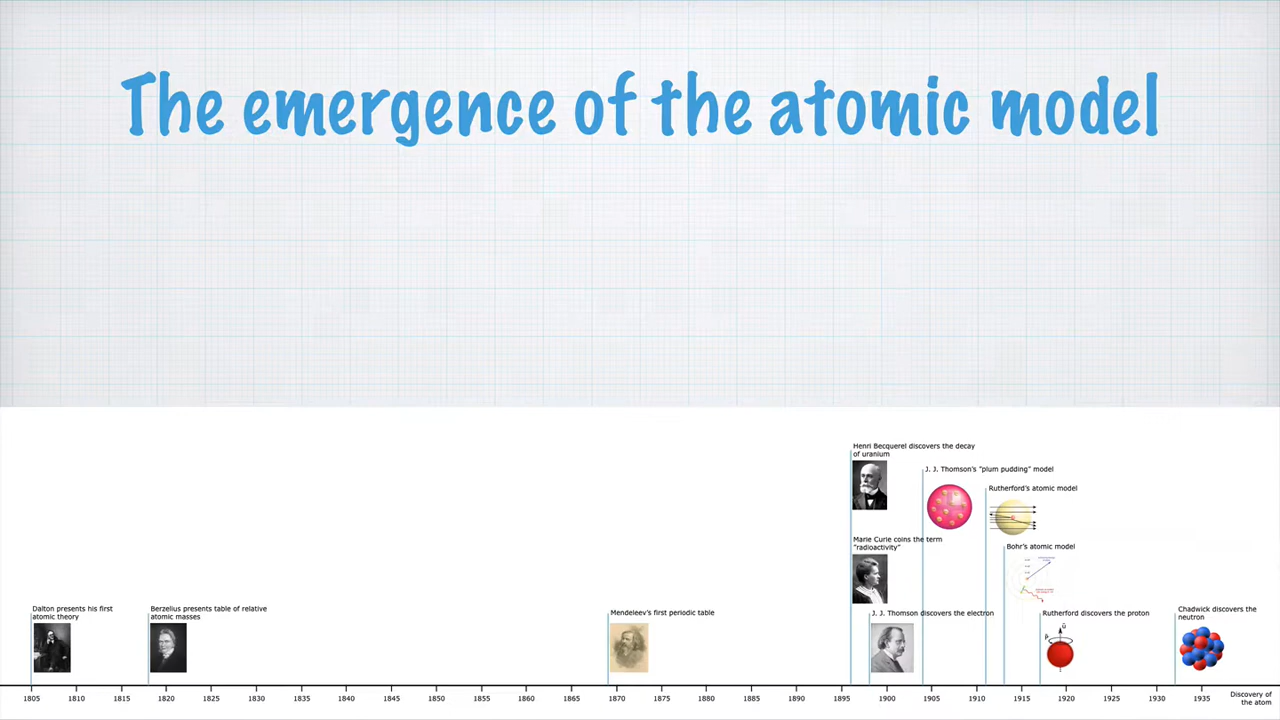 The emergence of the atomic model
Henri Becquerel discovers the decay
of uranium
J. J. Thomson's "plum pudding" model
Rutherford's atomic model
Marie Curie coins the term
"radioactivity"
Bohr's atomic model
Dalton presents his first
atomic theory
Berzelius presents table of relative
atomic masses
Mendeleev's first periodic table
J. J. Thomson discovers the electron
Rutherford discovers the proton
Chadwick discovers the
neutron
1805 1810 1815 1820 1825 1830 1835 1840 1845 1850 1855 1860 1865 1870 1875 1880 1885 1890 1895 1900 1905 1910 1915 1920 1925 1930 1935
Discovery of
the atom